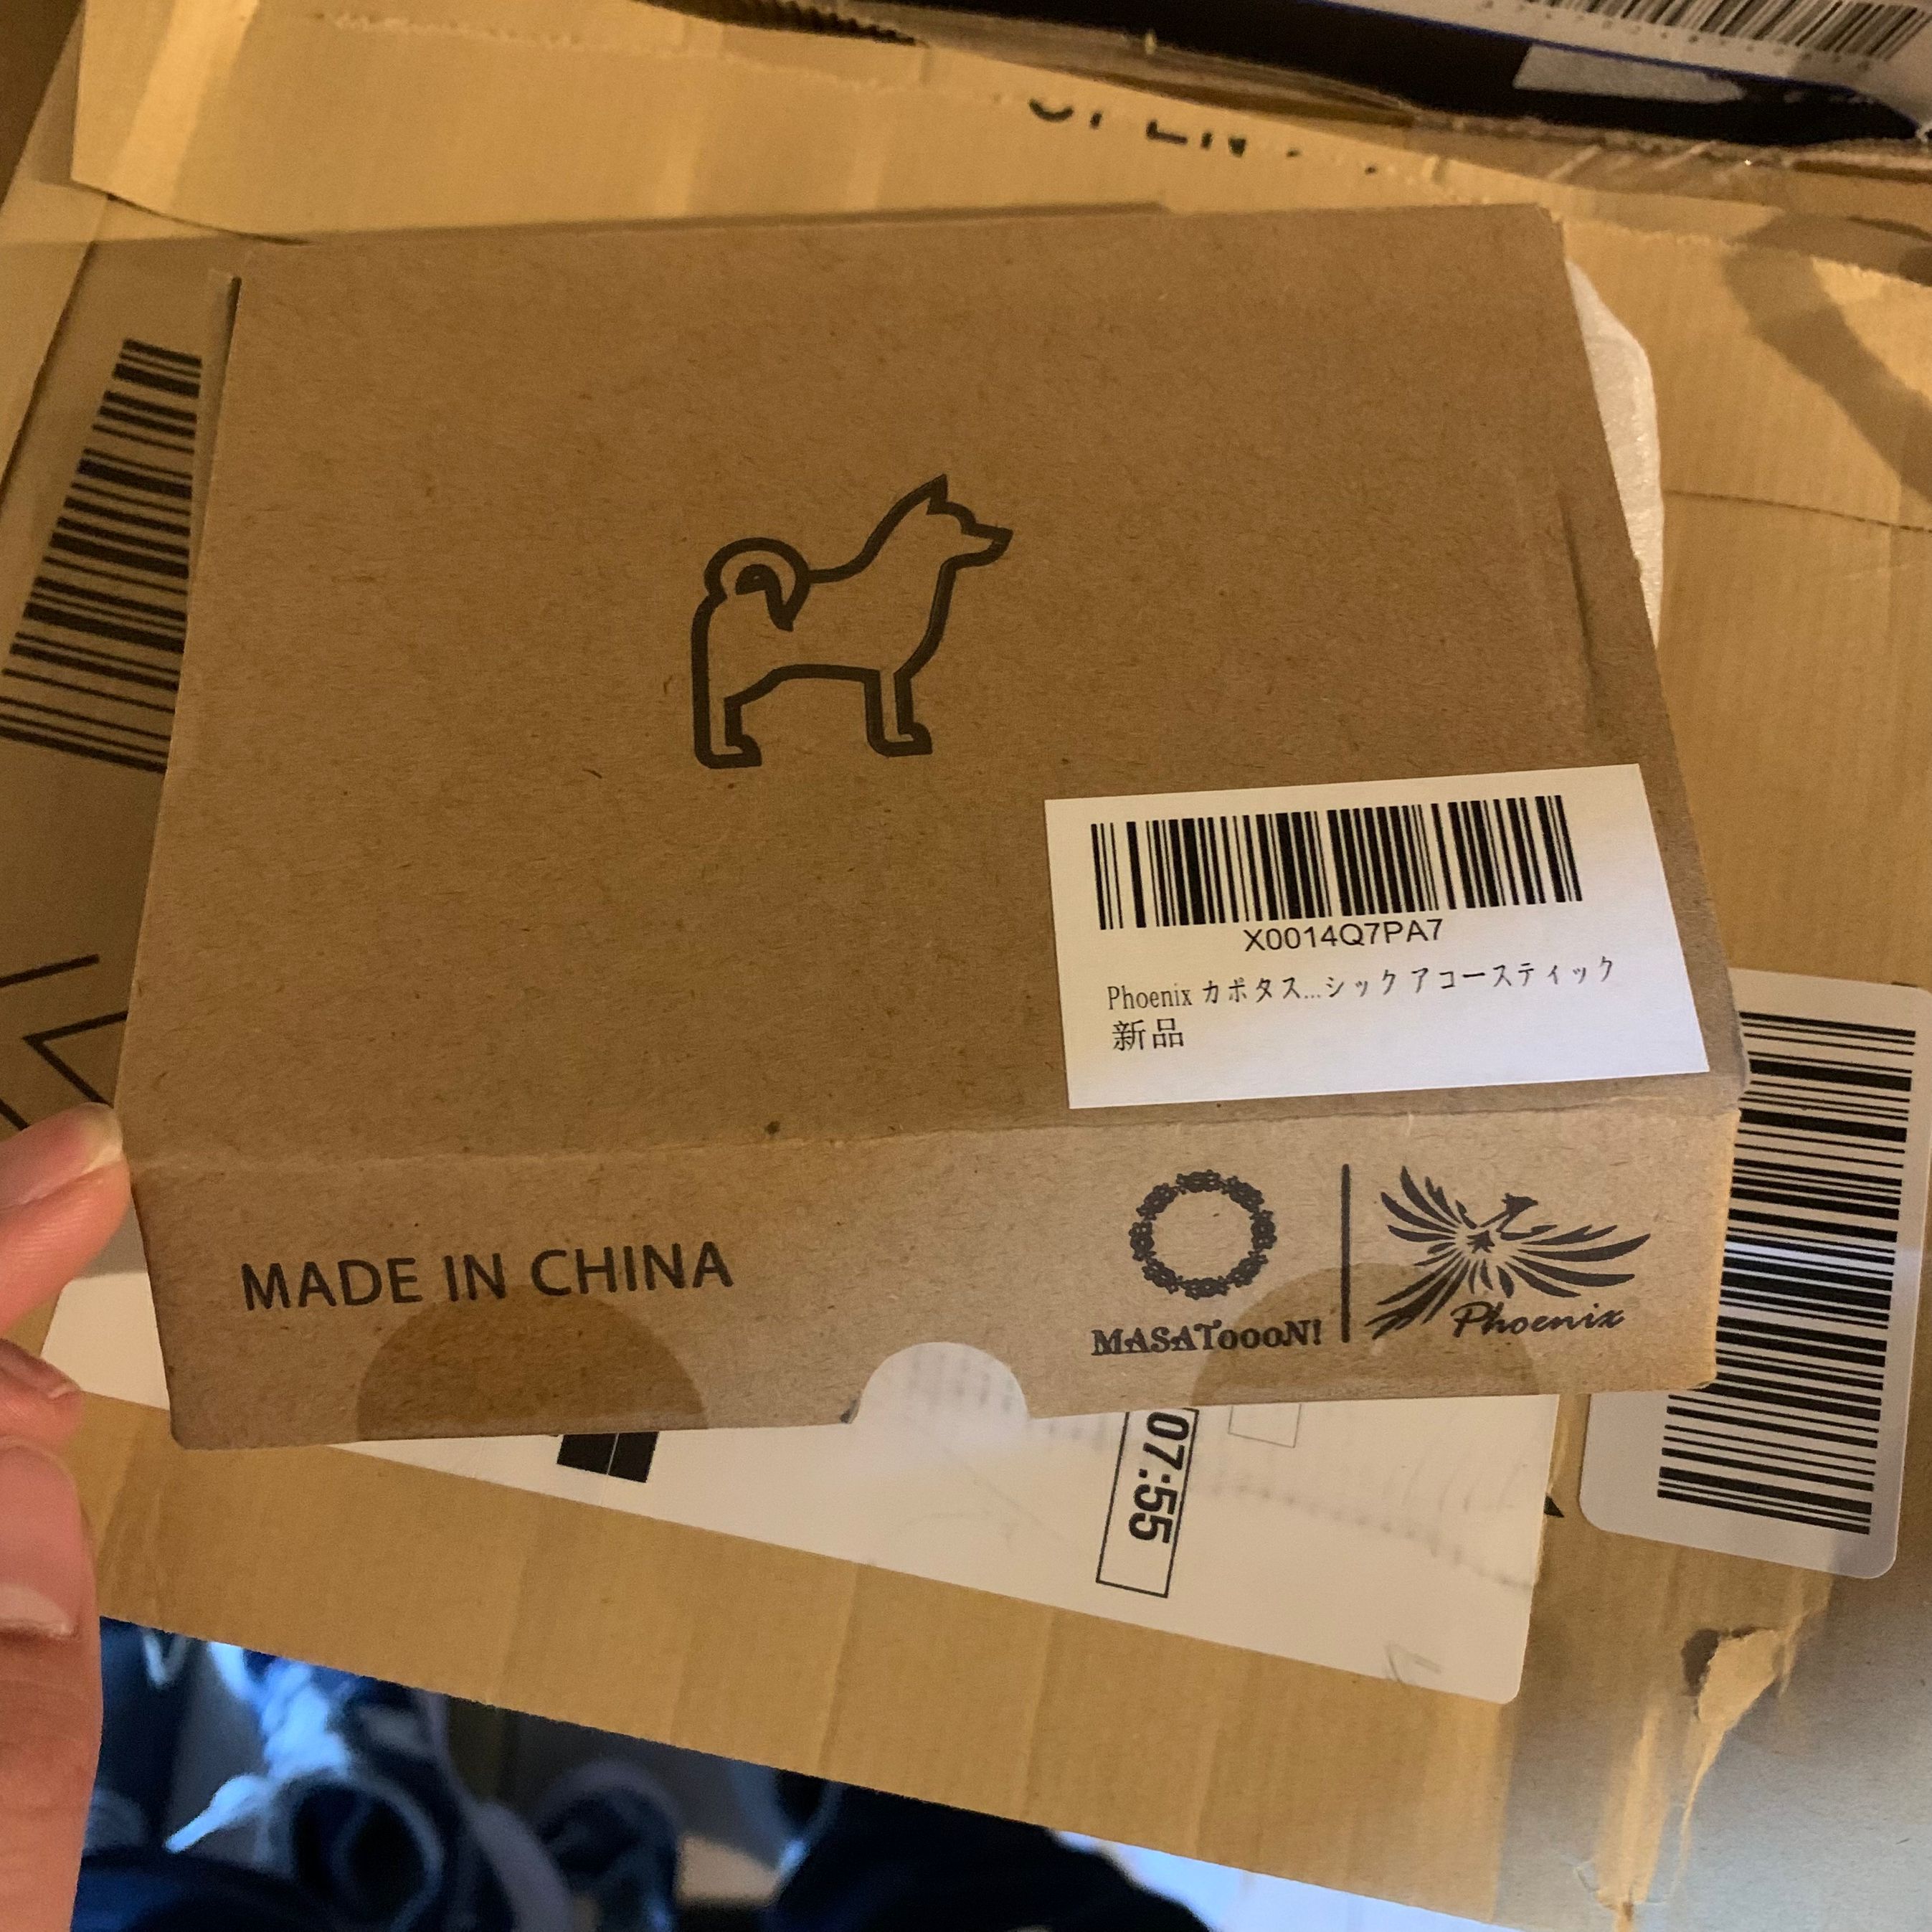 X0014Q7PA7
Phoenix カポタス...シック アコースティック
新品
MADE IN CHINA
MASAToooN!
Phoenix
07:55